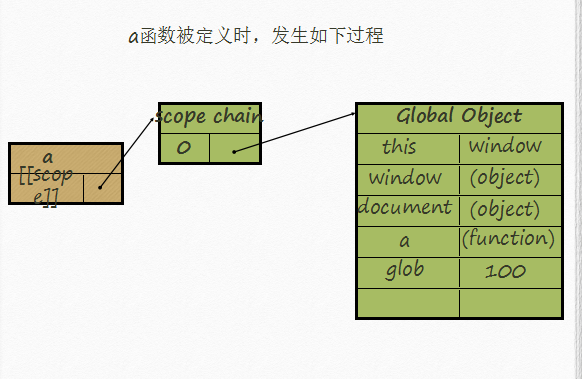 a函数被定义时，发生如下过程
a
[[scop
e]]
scope chain
0
Global Object
this window
window (object)
document (object)
a (function)
glob 100